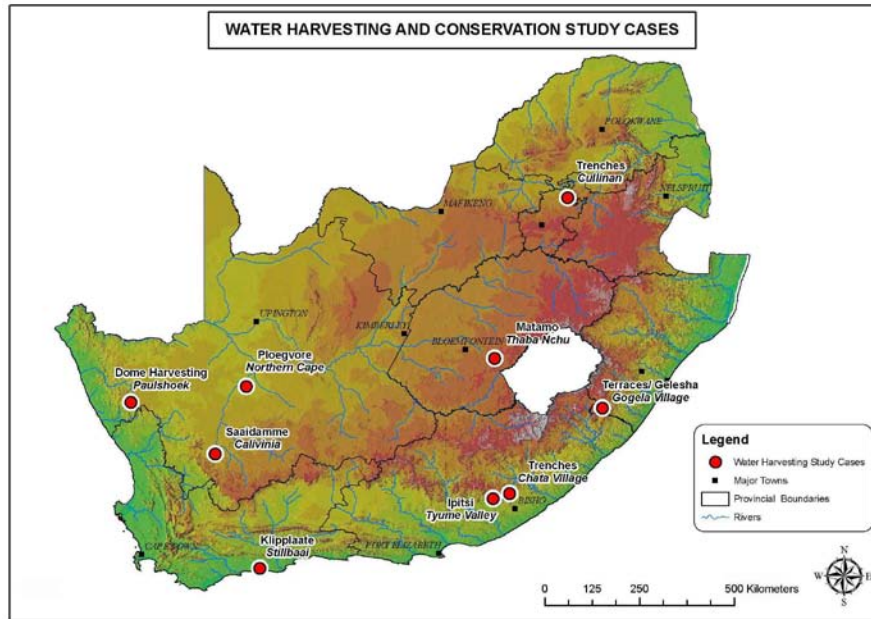 WATER HARVESTING AND CONSERVATION STUDY CASES
POLOKWANE
Trenches
Cullinan
NELSPRUIT
MAFIKENG
UPINGTON
KIMBERLEY
BLOEMFONTEIN
Matamo
Thaba Nchu
Ploegvore
Northern Cape
Dome Harvesting
Paulshoek
Terraces/ Gelesha
Gogela Village
Saaidamme
Calivinia
Trenches
Chata Village
Ipitsi
Tyume Valley
BISHO
Klipplaate
Stillbaai
CAPE TOWN
PORT ELIZABETH
Legend
Water Harvesting Study Cases
Major Towns
Provincial Boundaries
Rivers
0 125 250 500 Kilometers
N
W E
S